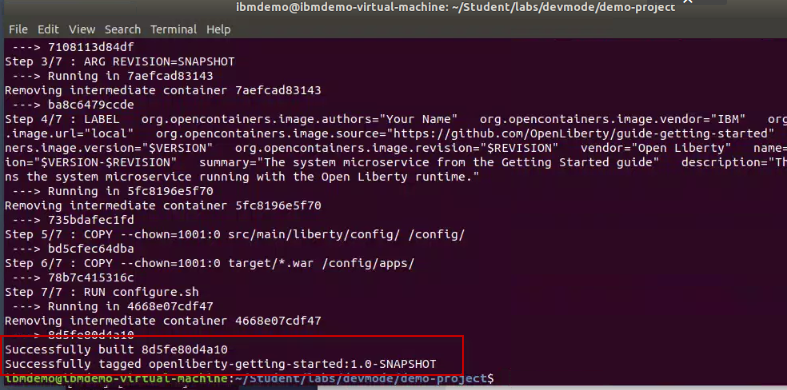 ibmdemo@ibmdemo-virtual-machine: ~/Student/labs/devmode/demo-project
File Edit View Search Terminal Help
---> 7108113d84df
Step 3/7 : ARG REVISION=SNAPSHOT
---> Running in 7aefcad83143
Removing intermediate container 7aefcad83143
---> ba8c6479ccde
Step 4/7 : LABEL org.opencontainers.image.authors="Your Name" org.opencontainers.image.vendor="IBM" org
.image.url="local" org.opencontainers.image.source="https://github.com/OpenLiberty/guide-getting-started"
ners.image.version="$VERSION" org.opencontainers.image.revision="$REVISION" vendor="Open Liberty" name=
ion="$VERSION-$REVISION" summary="The system microservice from the Getting Started guide" description="Th
ns the system microservice running with the Open Liberty runtime."
---> Running in 5fc8196e5f70
Removing intermediate container 5fc8196e5f70
---> 735bdafec1fd
Step 5/7 : COPY --chown=1001:0 src/main/liberty/config/ /config/
---> bd5cfec64dba
Step 6/7 : COPY --chown=1001:0 target/*.war /config/apps/
---> 78b7c415316c
Step 7/7 : RUN configure.sh
---> Running in 4668e07cdf47
Removing intermediate container 4668e07cdf47
---> 8d5fe80d4a10
Successfully built 8d5fe80d4a10
Successfully tagged openliberty-getting-started:1.0-SNAPSHOT
ibmdemo@ibmdemo-virtual-machine:~/Student/labs/devmode/demo-project$